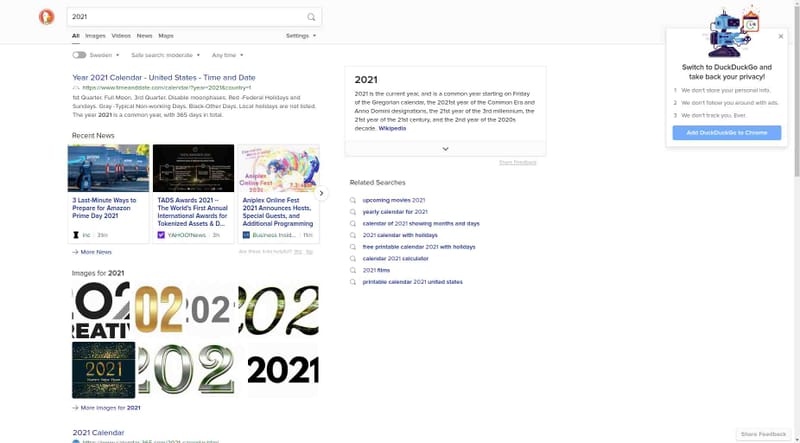 2021
All Images Videos News Maps
Settings
Sweden
Safe search: moderate
Any time
Year 2021 Calendar - United States - Time and Date
https://www.timeanddate.com/calendar/?year=2021&country=1
1st Quarter. Full Moon. 3rd Quarter. Disable moonphases. Red -Federal Holidays and
Sundays. Gray -Typical Non-working Days. Black-Other Days. Local holidays are not listed.
The year 2021 is a common year, with 365 days in total.
Recent News
3 Last-Minute Ways to
Prepare for Amazon
Prime Day 2021
Inc 39m
TADS Awards 2021 --
The World's First Annual
International Awards for
Tokenized Assets & D...
YAHOO!News 2h
Aniplex
Online Fest
2021
Aniplex Online Fest
2021 Announces Hosts,
Special Guests, and
Additional Programming
Business Insid...
More News
Are these links helpful? Yes No
Images for 2021
202
REATIV
02
202
202
2021
202
2021
More Images for 2021
2021 Calendar
2021
2021 is the current year, and is a common year starting on Friday
of the Gregorian calendar, the 2021st year of the Common Era and
Anno Domini designations, the 21st year of the 3rd millennium, the
21st year of the 21st century, and the 2nd year of the 2020s
decade. Wikipedia
Share Feedback
Related Searches
upcoming movies 2021
yearly calendar for 2021
calendar of 2021 showing months and days
2021 calendar with holidays
free printable calendar 2021 with holidays
calendar 2021 calculator
2021 films
printable calendar 2021 united states
Switch to DuckDuckGo and
take back your privacy!
1 We don't store your personal info.
2 We don't follow you around with ads.
3 We don't track you. Ever.
Add DuckDuckGo to Chrome
Share Feedback